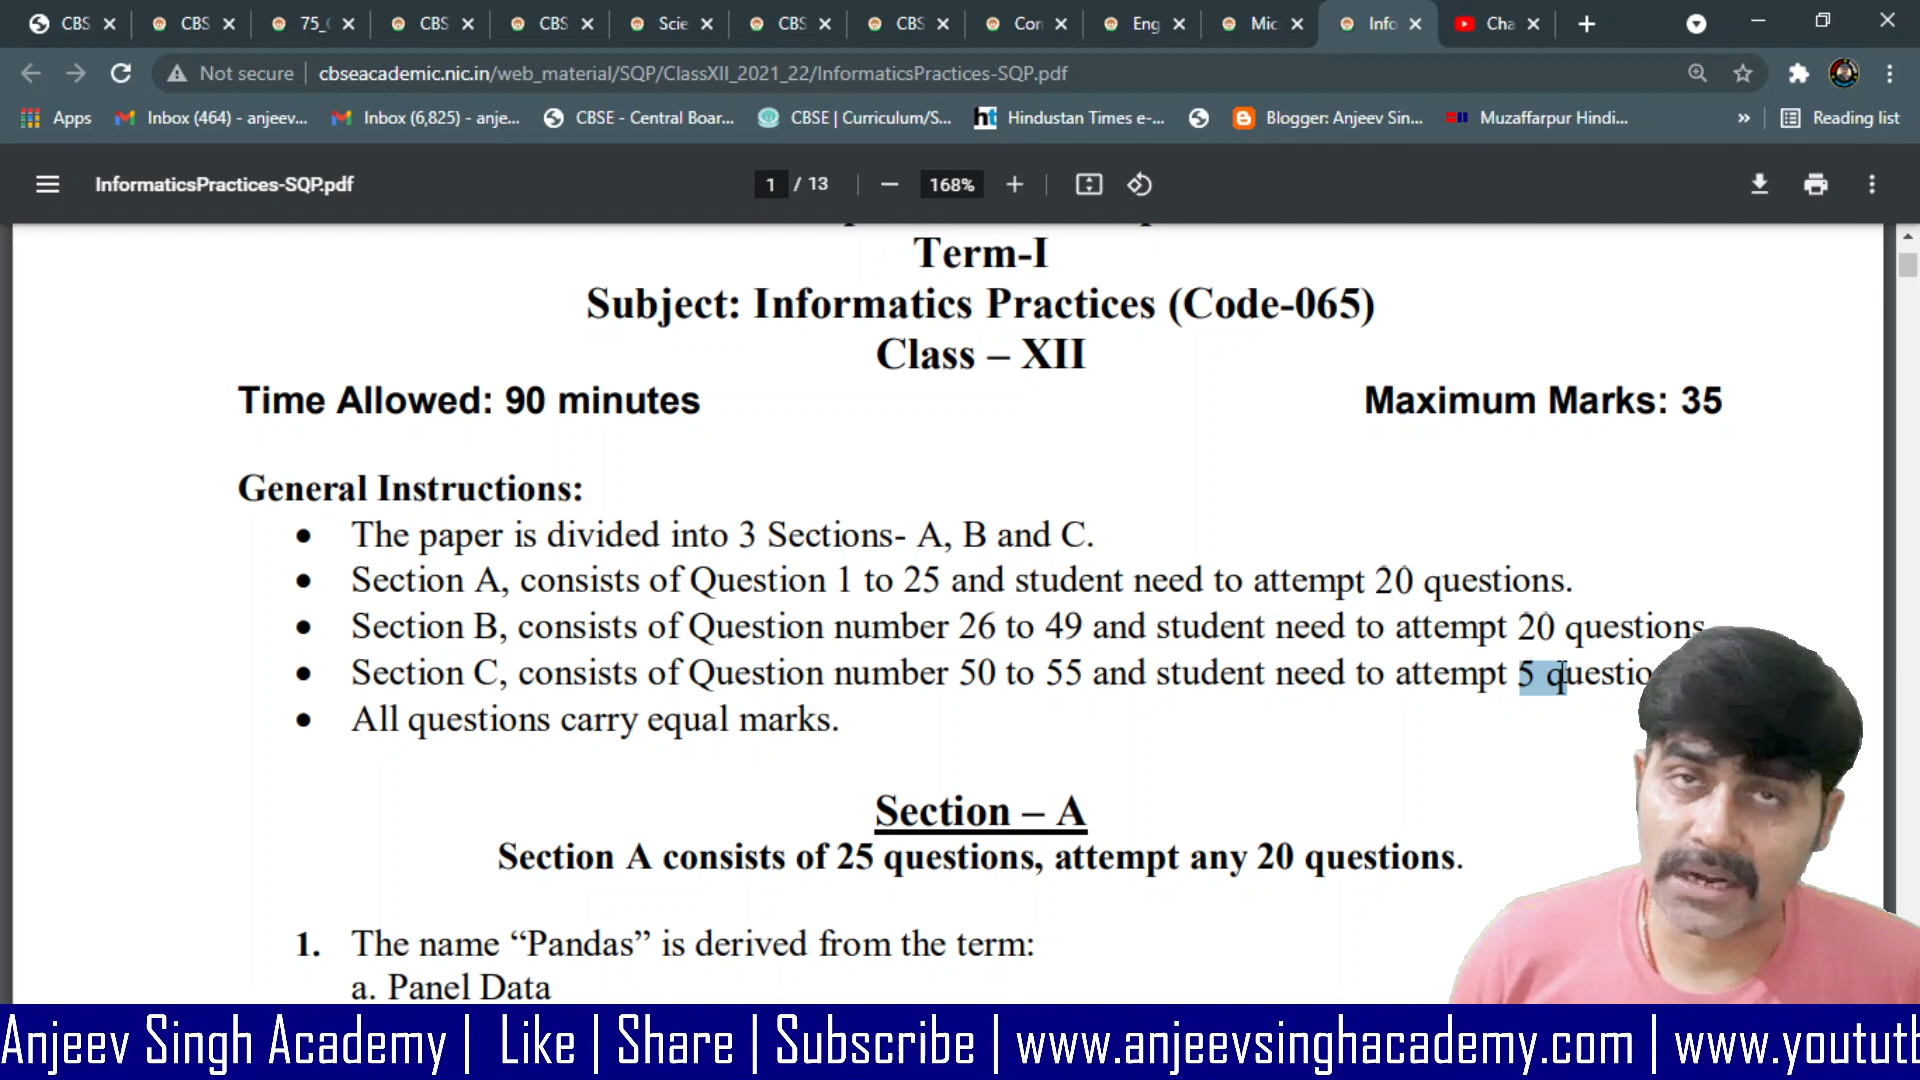 CBS
CBS
75_
CBS
CBS
Scie
CBS
CBS
Cor
Eng
Mic
Info
Cha
Not secure
cbseacademic.nic.in/web_material/SQP/ClassXII_2021_22/InformaticsPractices-SQP.pdf
Apps
Inbox (464) - anjeev...
Inbox (6,825) - anje...
CBSE - Central Boar...
CBSE | Curriculum/S...
ht
Hindustan Times e-...
Blogger: Anjeev Sin...
Muzaffarpur Hindi...
»
Reading list
InformaticsPractices-SQP.pdf
1 / 13
168%
Term-I
Subject: Informatics Practices (Code-065)
Class – XII
Time Allowed: 90 minutes Maximum Marks: 35
General Instructions:
• The paper is divided into 3 Sections- A, B and C.
• Section A, consists of Question 1 to 25 and student need to attempt 20 questions.
• Section B, consists of Question number 26 to 49 and student need to attempt 20 questions
• Section C, consists of Question number 50 to 55 and student need to attempt 5 questio
• All questions carry equal marks.
Section – A
Section A consists of 25 questions, attempt any 20 questions.
1. The name “Pandas” is derived from the term:
a. Panel Data
Anjeev Singh Academy | Like | Share | Subscribe | www.anjeevsinghacademy.com | www.yoututb